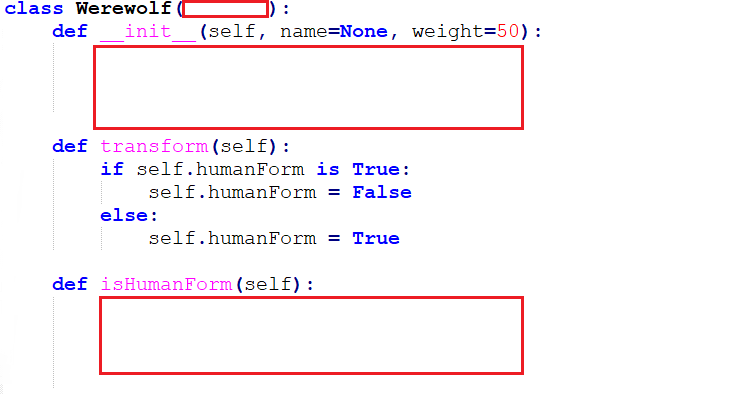 class Werewolf( ):
def __init__(self, name=None, weight=50):
def transform(self):
if self.humanForm is True:
self.humanForm = False
else:
self.humanForm = True
def isHumanForm(self):